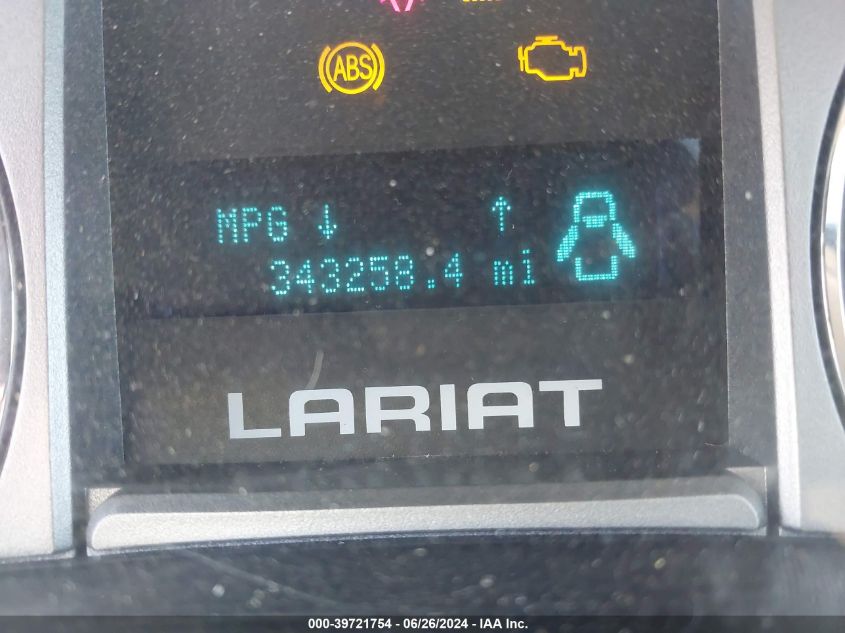 ABS
MPG ↓ ↑
343258.4 mi
LARIAT
000-39721754 / 06/26/2024 - IAA, Inc.